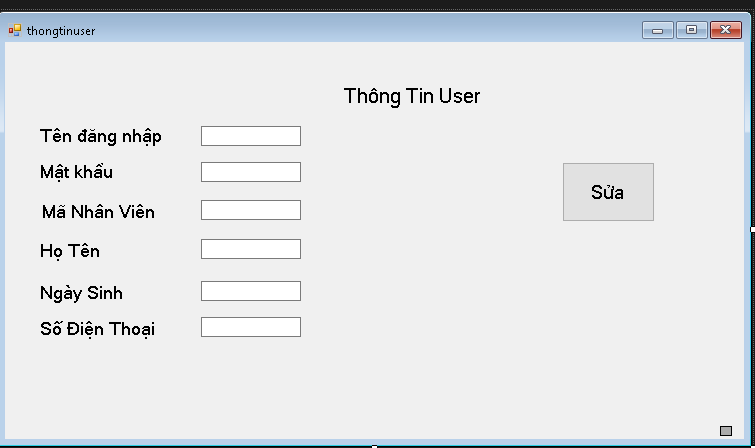 thongtinuser
Thông Tin User
Tên đăng nhập
Mật khẩu
Sửa
Mã Nhân Viên
Họ Tên
Ngày Sinh
Số Điện Thoại